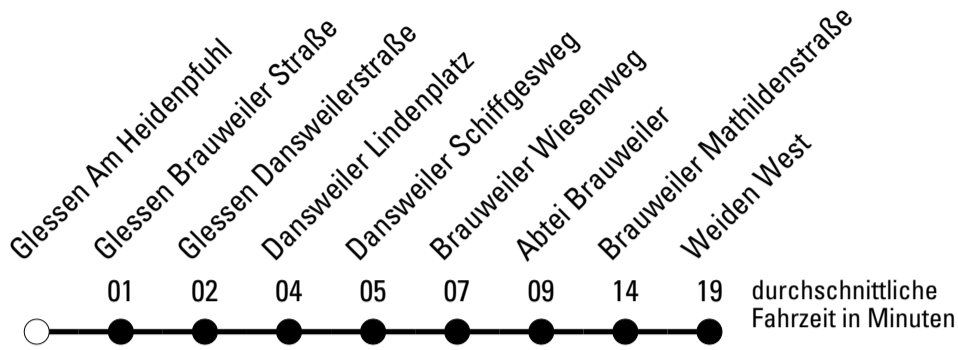 Glessen Am Heidenpfuhl
Glessen Brauweiler Straße
Glessen Dansweilerstraße
Dansweiler Lindenplatz
Dansweiler Schiffgesweg
Brauweiler Wiesenweg
Abtei Brauweiler
Brauweiler Mathildenstraße
Weiden West
01 02 04 05 07 09 14 19
durchschnittliche
Fahrzeit in Minuten